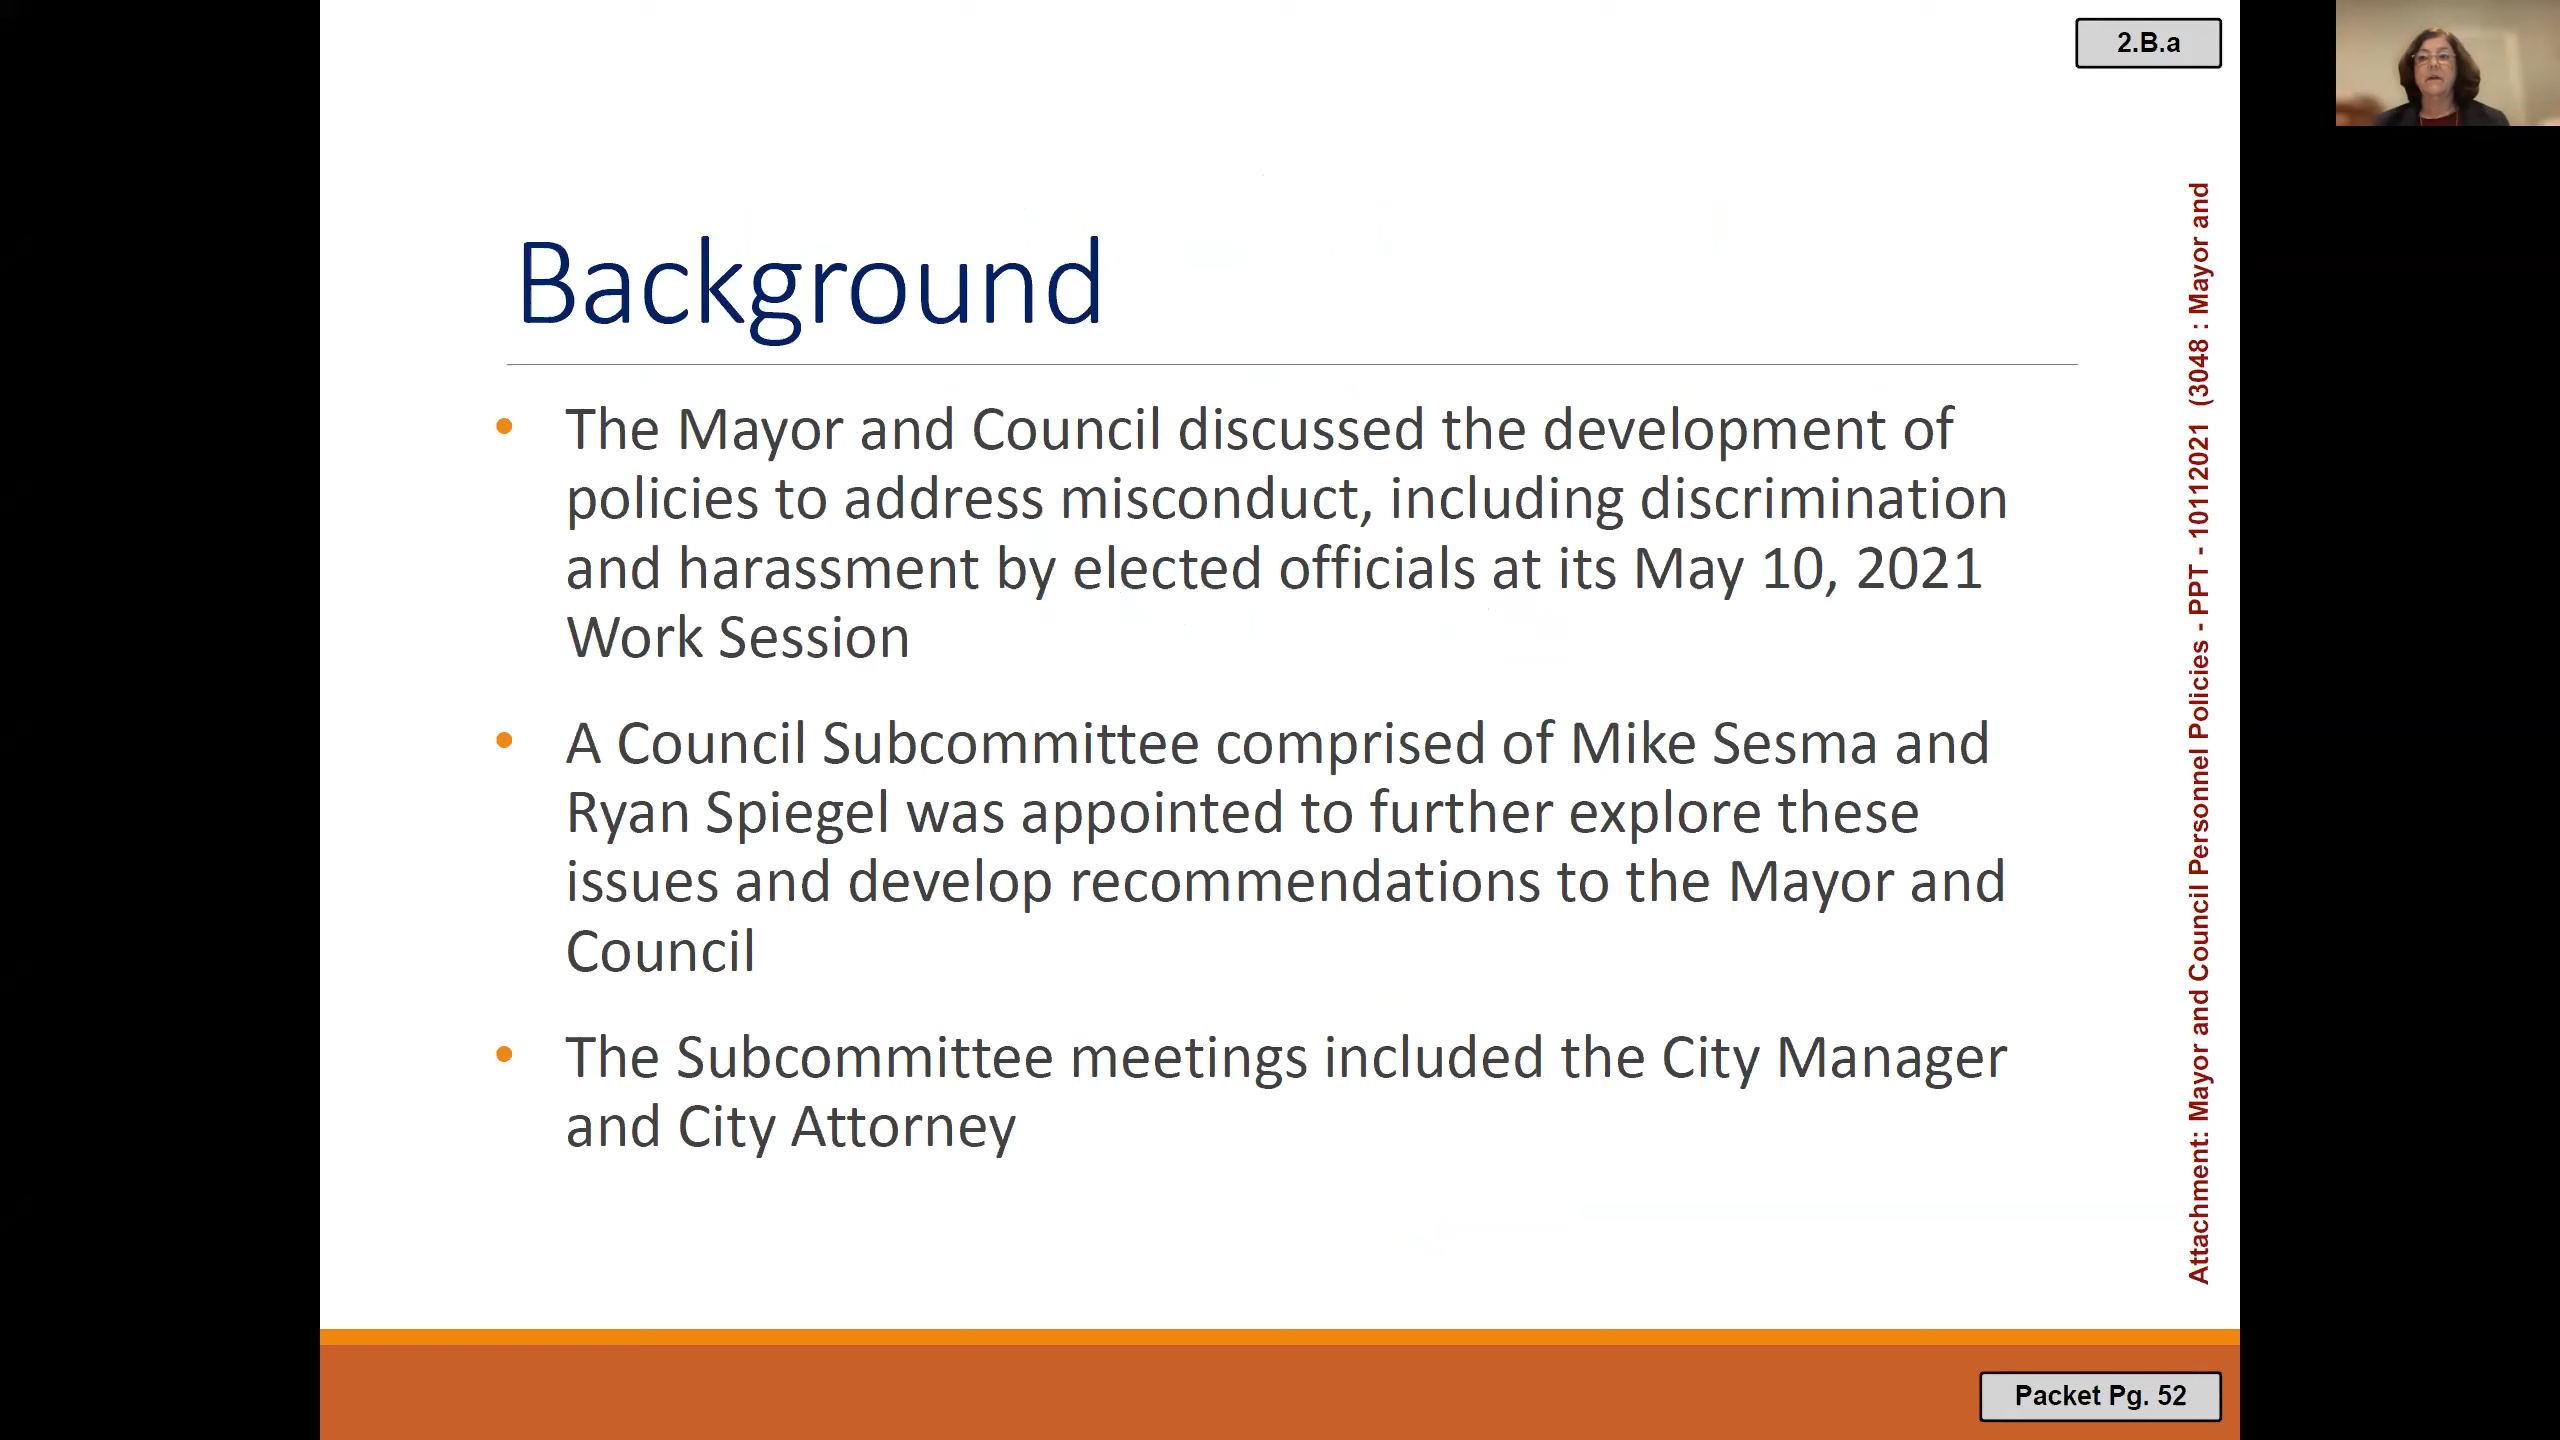 2.B.a
Background
• The Mayor and Council discussed the development of
policies to address misconduct, including discrimination
and harassment by elected officials at its May 10, 2021
Work Session
• A Council Subcommittee comprised of Mike Sesma and
Ryan Spiegel was appointed to further explore these
issues and develop recommendations to the Mayor and
Council
• The Subcommittee meetings included the City Manager
and City Attorney
Attachment: Mayor and Council Personnel Policies - PPT - 10112021 (3048 : Mayor and
Packet Pg. 52